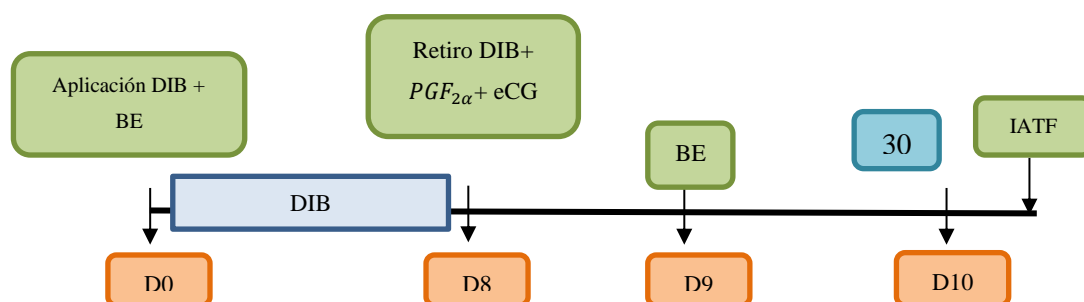 Aplicación DIB +
BE
Retiro DIB+
PGF₂α+ eCG
BE
30
IATF
DIB
D0
D8
D9
D10